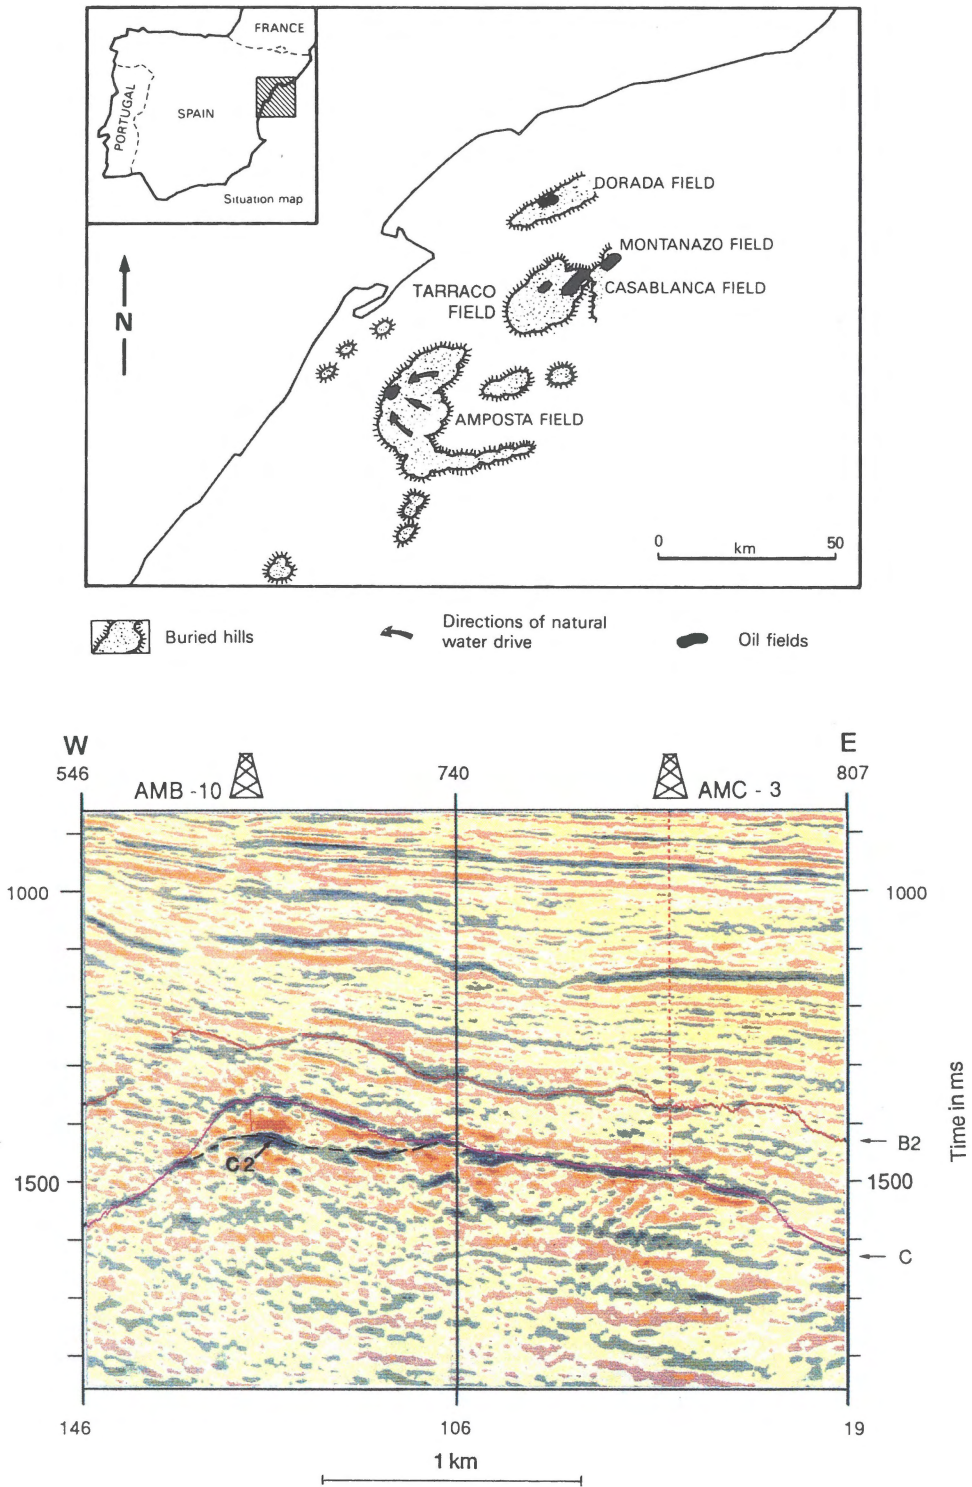 FRANCE
PORTUGAL
SPAIN
Situation map
N
DORADA FIELD
MONTANAZO FIELD
TARRACO
FIELD
CASABLANCA FIELD
AMPOSTA FIELD
0 km 50
Buried hills
Directions of natural
water drive
Oil fields
W E
546 740 807
AMB -10 AMC - 3
1000 1000
C2
B2
1500 1500
C
Time in ms
146 106 19
1 km